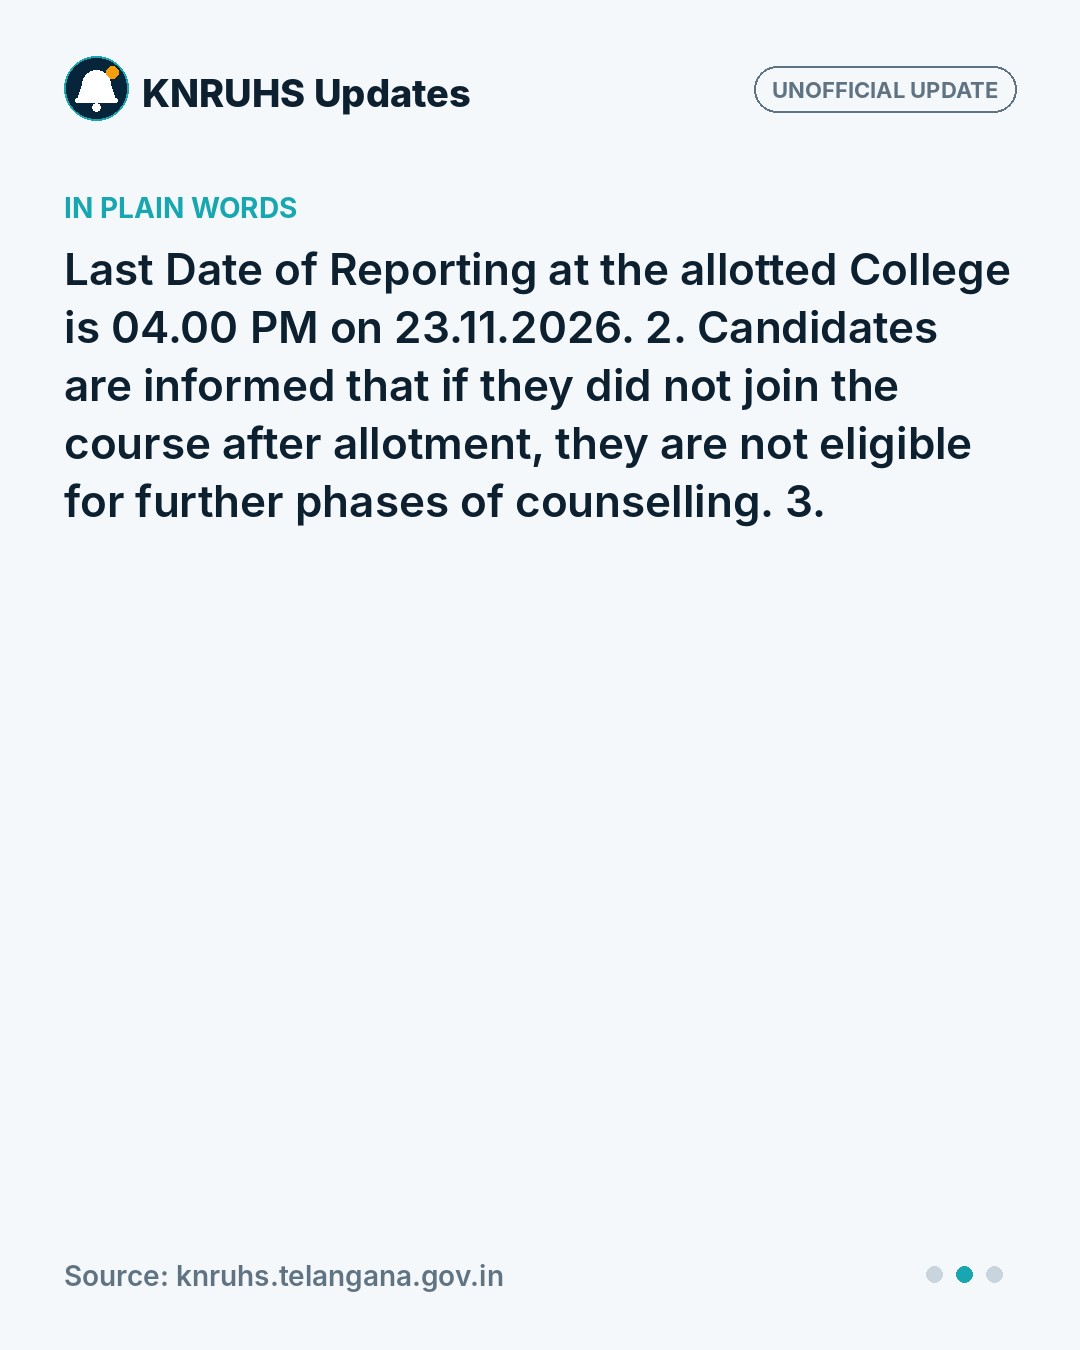 KNRUHS Updates
UNOFFICIAL UPDATE
IN PLAIN WORDS
Last Date of Reporting at the allotted College
is 04.00 PM on 23.11.2026. 2. Candidates
are informed that if they did not join the
course after allotment, they are not eligible
for further phases of counselling. 3.
Source: knruhs.telangana.gov.in